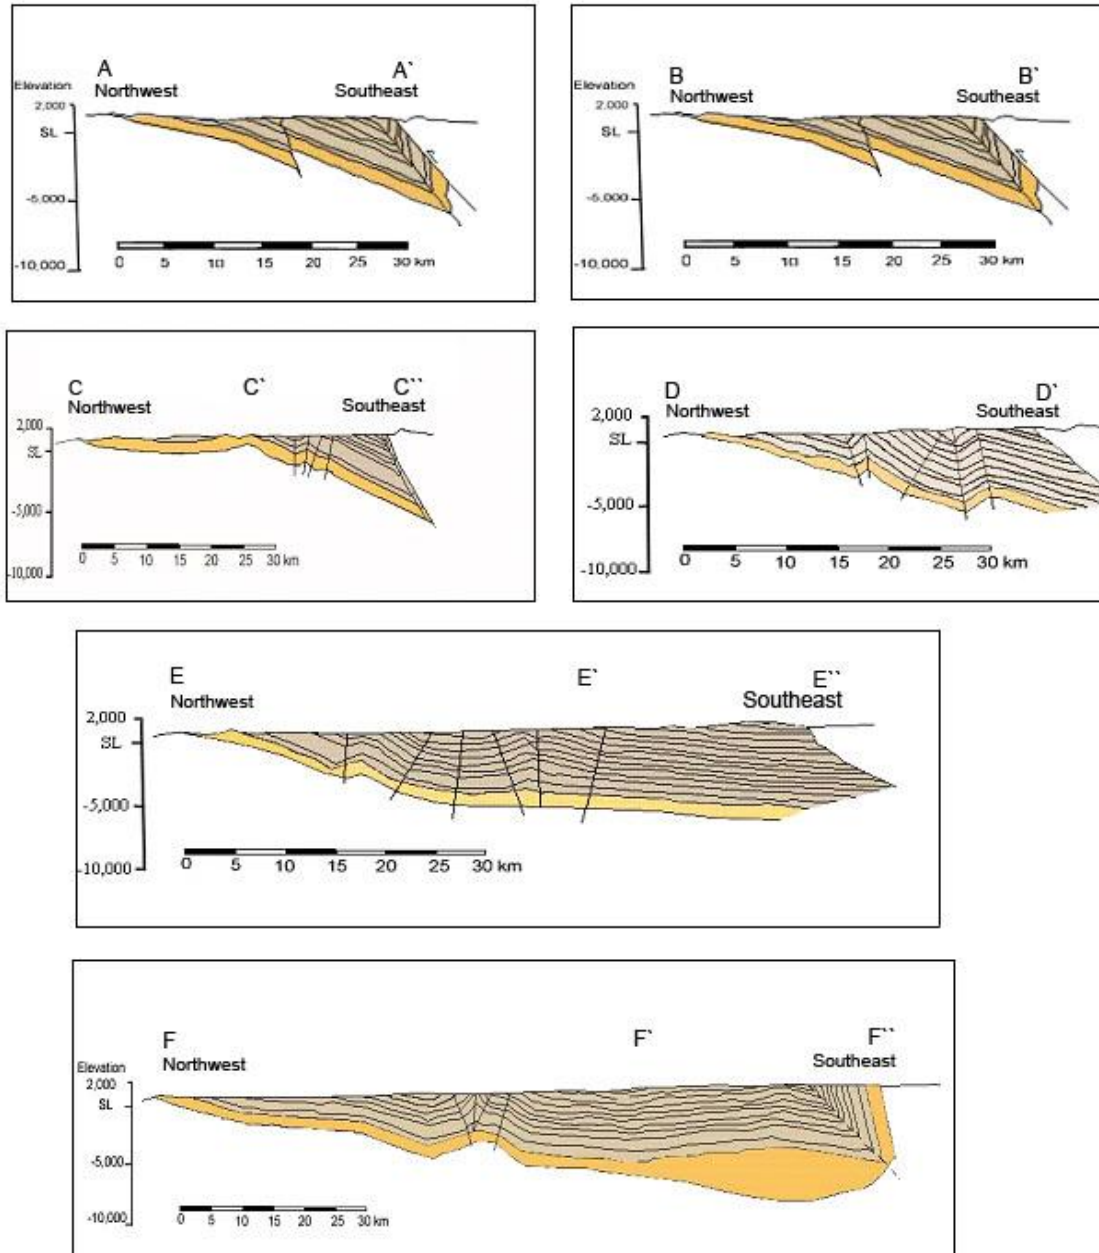 A A`
Elevation Northwest Southeast
2,000
SL
-5,000
-10,000
0 5 10 15 20 25 30 km
B B`
Elevation Northwest Southeast
2,000
SL
-5,000
-10,000
0 5 10 15 20 25 30 km
C C` C``
Northwest Southeast
2,000
SL
-5,000
-10,000
0 5 10 15 20 25 30 km
D D`
Northwest Southeast
2,000
SL
-5,000
-10,000
0 5 10 15 20 25 30 km
E E` E``
Northwest Southeast
2,000
SL
-5,000
-10,000
0 5 10 15 20 25 30 km
F F` F``
Northwest Southeast
Elevation
2,000
SL
-5,000
-10,000
0 5 10 15 20 25 30 km